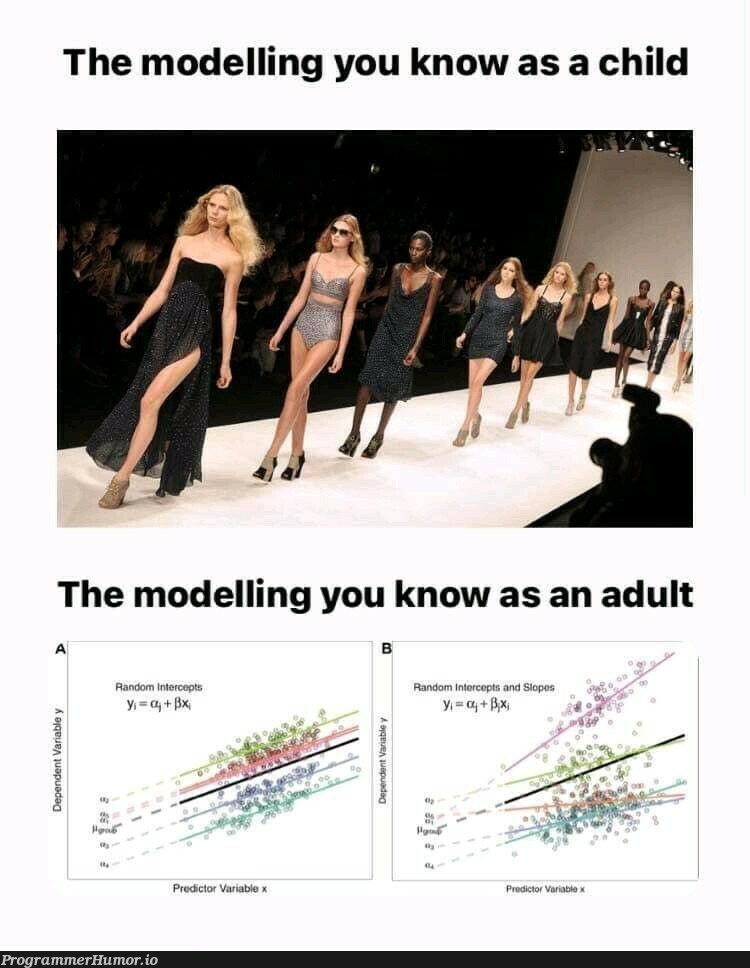 The modelling you know as a child
The modelling you know as an adult
A
Random Intercepts
yᵢ = αⱼ + βxᵢ
Dependent Variable y
α₂
α₅
α₁
μgroup
α₃
α₄
Predictor Variable x
B
Random Intercepts and Slopes
yᵢ = αⱼ + βⱼxᵢ
Dependent Variable y
α₂
α₅
α₁
μgroup
α₃
α₄
Predictor Variable x
ProgrammerHumor.io